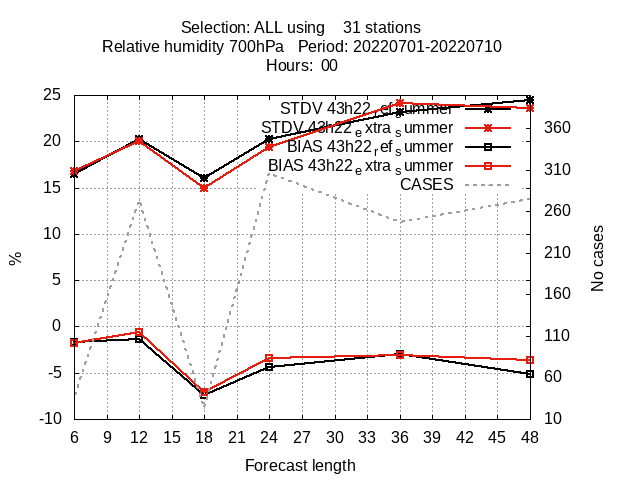 Selection: ALL using 31 stations
Relative humidity 700hPa Period: 20220701-20220710
Hours: 00
25
20
15
10
5
0
-5
-10
%
STDV 43h22_ref_summer
STDV 43h22_extra_summer
BIAS 43h22_ref_summer
BIAS 43h22_extra_summer
CASES
360
310
260
210
160
110
60
10
No cases
6 9 12 15 18 21 24 27 30 33 36 39 42 45 48
Forecast length